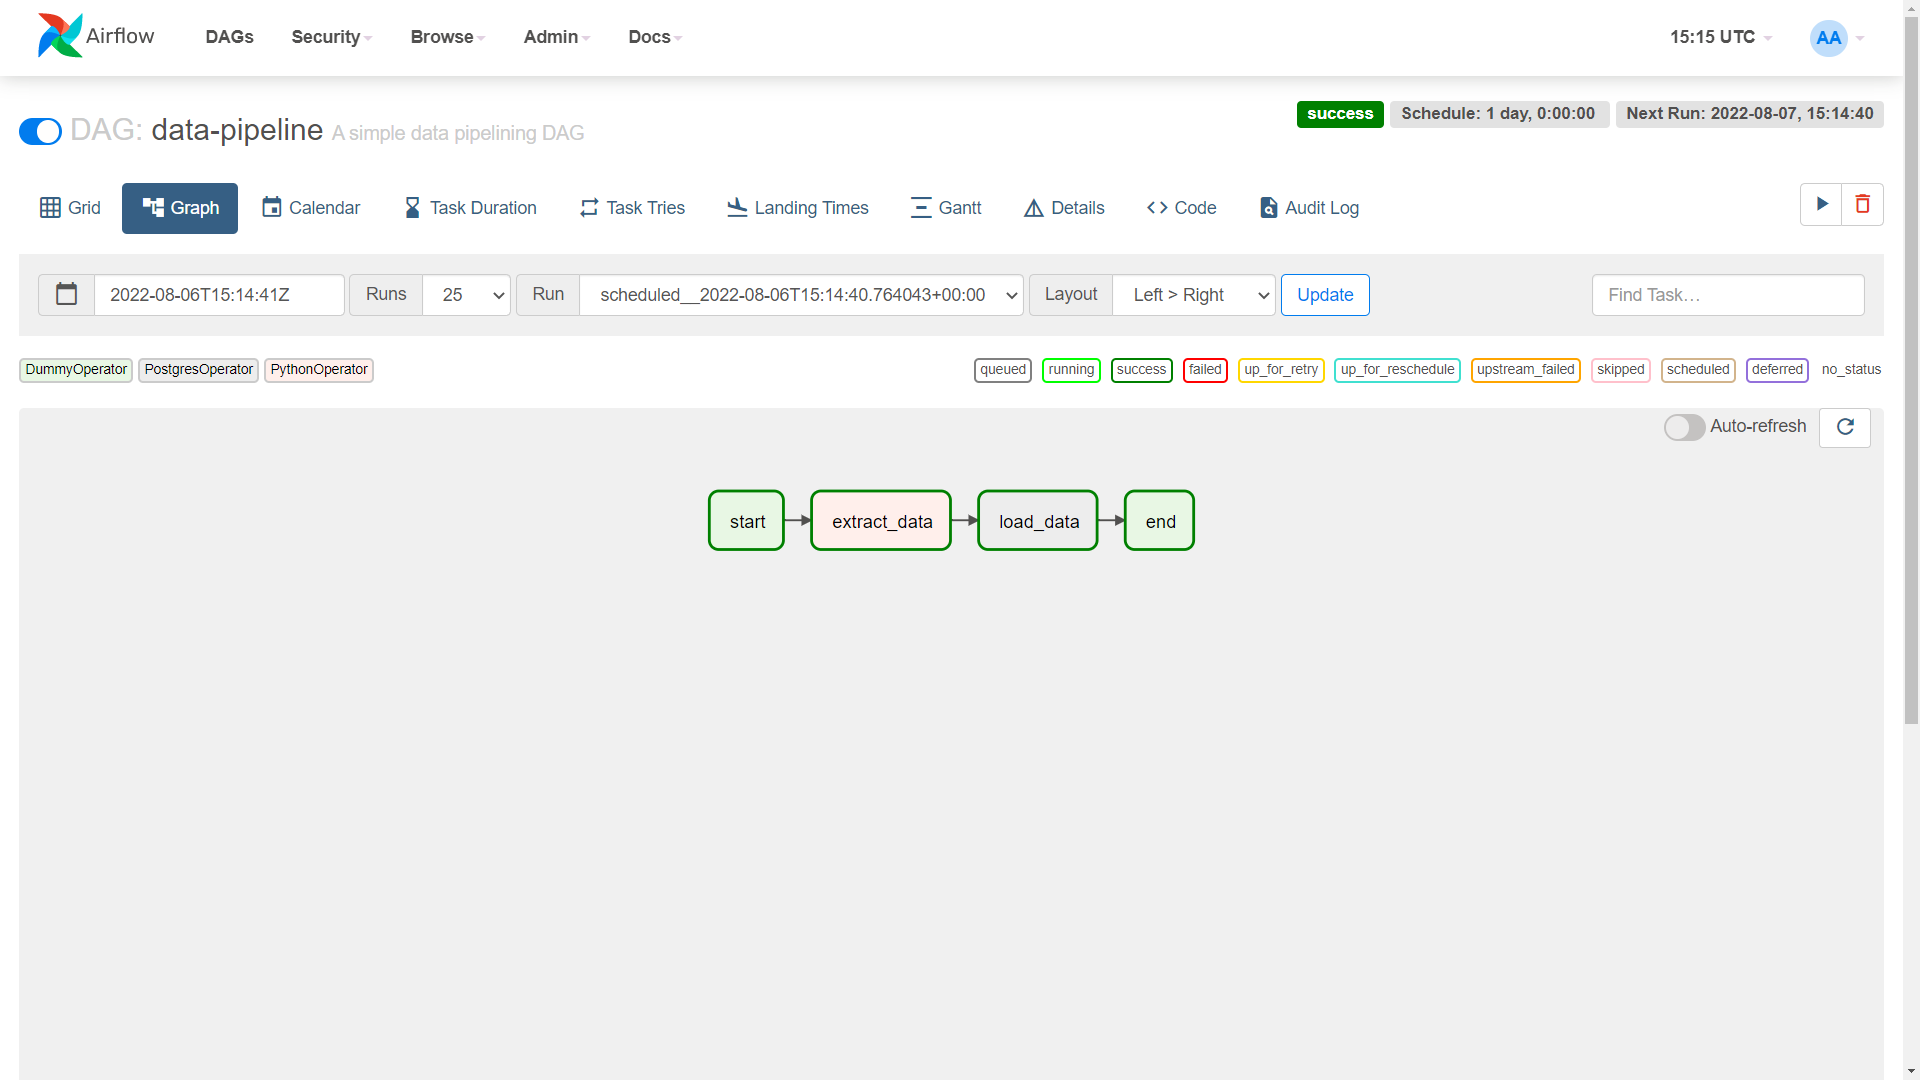 Airflow DAGs Security Browse Admin Docs 15:15 UTC AA
success Schedule: 1 day, 0:00:00 Next Run: 2022-08-07, 15:14:40
DAG: data-pipeline A simple data pipelining DAG
Grid Graph Calendar Task Duration Task Tries Landing Times Gantt Details Code Audit Log
2022-08-06T15:14:41Z Runs 25 Run scheduled__2022-08-06T15:14:40.764043+00:00 Layout Left > Right Update Find Task…
DummyOperator PostgresOperator PythonOperator queued running success failed up_for_retry up_for_reschedule upstream_failed skipped scheduled deferred no_status
Auto-refresh
start extract_data load_data end